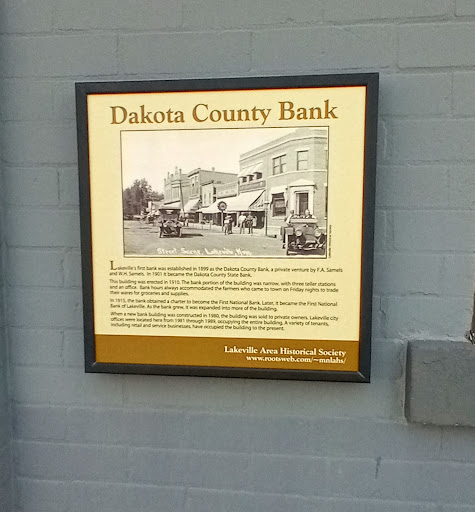 Dakota County Bank
Street Scene, Lakeville, Minn.
Lakeville's first bank was established in 1899 as the Dakota County Bank, a private venture by F.A. Samels
and W.H. Samels. In 1901 it became the Dakota County State Bank.
This building was erected in 1910. The bank portion of the building was narrow, with three teller stations
and an office. Bank hours always accommodated the farmers who came to town on Friday nights to trade
their wares for groceries and supplies.
In 1915, the bank obtained a charter to become the First National Bank. Later, it became the First National
Bank of Lakeville. As the bank grew, it was expanded into more of the building.
When a new bank building was constructed in 1980, the building was sold to private owners. Lakeville city
offices were located here from 1981 through 1989, occupying the entire building. A variety of tenants,
including retail and service businesses, have occupied the building to the present.
Lakeville Area Historical Society
www.rootsweb.com/~mnlahs/